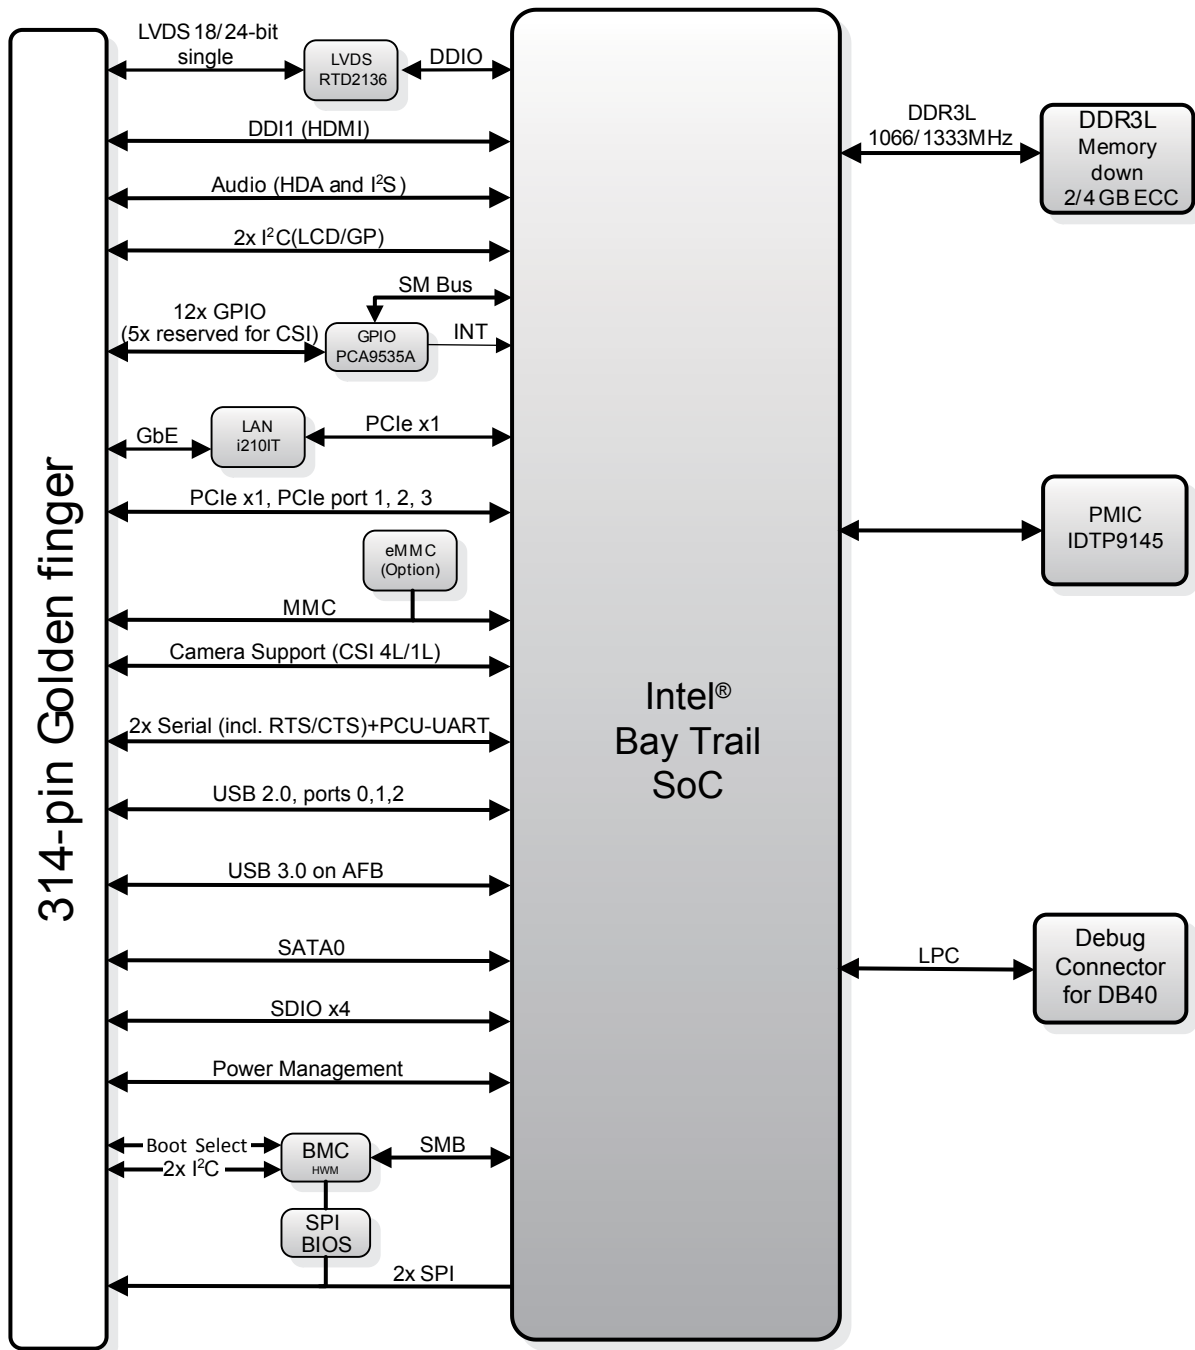 314-pin Golden finger
LVDS 18/24-bit
single
LVDS
RTD2136
DDIO
DDI1 (HDMI)
Audio (HDA and I²S)
2x I²C(LCD/GP)
SM Bus
12x GPIO
(5x reserved for CSI)
GPIO
PCA9535A
INT
GbE
LAN
i210IT
PCIe x1
PCIe x1, PCIe port 1, 2, 3
eMMC
(Option)
MMC
Camera Support (CSI 4L/1L)
2x Serial (incl. RTS/CTS)+PCU-UART
USB 2.0, ports 0,1,2
USB 3.0 on AFB
SATA0
SDIO x4
Power Management
Boot Select
2x I²C
BMC
HWM
SMB
SPI
BIOS
2x SPI
Intel®
Bay Trail
SoC
DDR3L
1066/1333MHz
DDR3L
Memory
down
2/4 GB ECC
PMIC
IDTP9145
LPC
Debug
Connector
for DB40